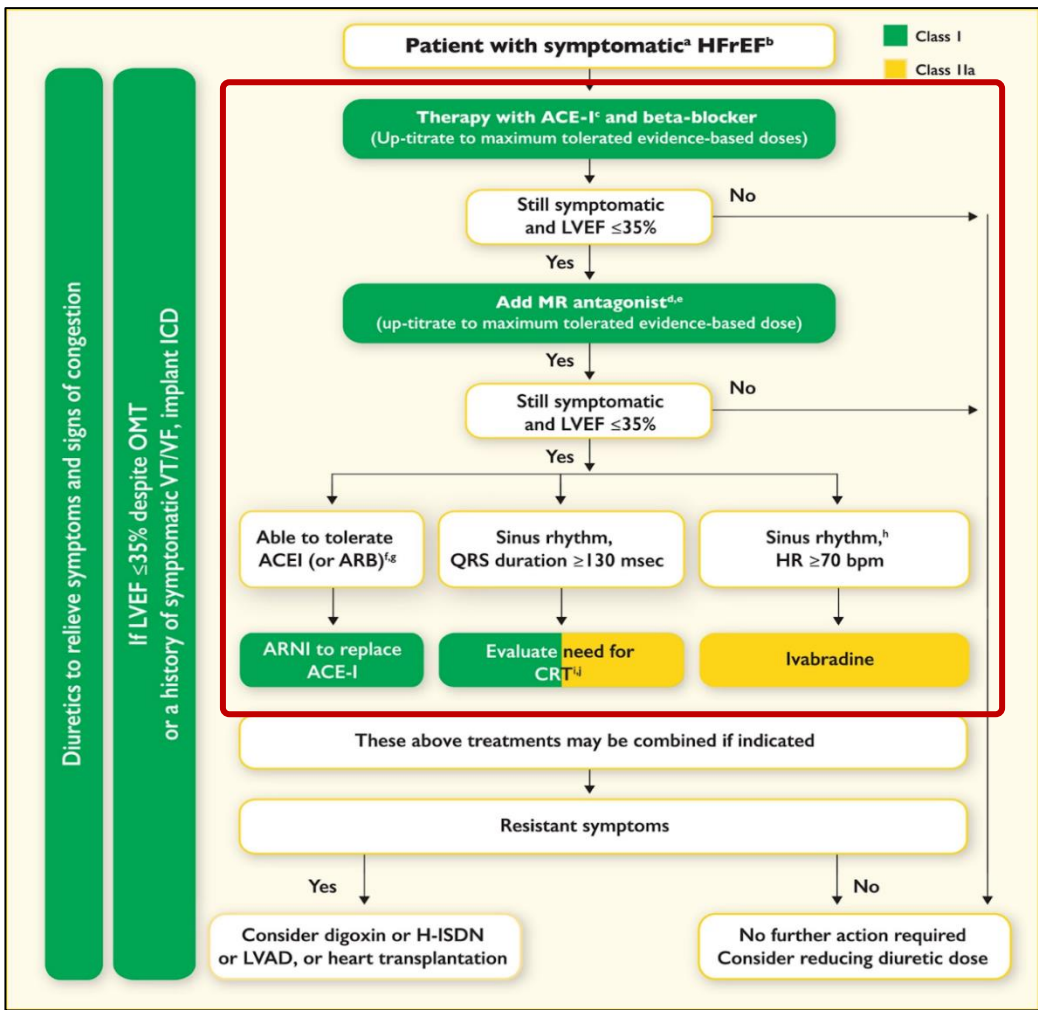 Patient with symptomaticᵃ HFrEFᵇ
Class I
Class IIa
Diuretics to relieve symptoms and signs of congestion
If LVEF ≤35% despite OMT
or a history of symptomatic VT/VF, implant ICD
Therapy with ACE-Iᶜ and beta-blocker
(Up-titrate to maximum tolerated evidence-based doses)
Still symptomatic
and LVEF ≤35%
No
Yes
Add MR antagonistᵈ,ᵉ
(up-titrate to maximum tolerated evidence-based dose)
Yes
Still symptomatic
and LVEF ≤35%
No
Yes
Able to tolerate
ACEI (or ARB)ᶠ,ᵍ
Sinus rhythm,
QRS duration ≥130 msec
Sinus rhythm,ʰ
HR ≥70 bpm
ARNI to replace
ACE-I
Evaluate need for
CRTⁱ,ʲ
Ivabradine
These above treatments may be combined if indicated
Resistant symptoms
Yes
No
Consider digoxin or H-ISDN
or LVAD, or heart transplantation
No further action required
Consider reducing diuretic dose